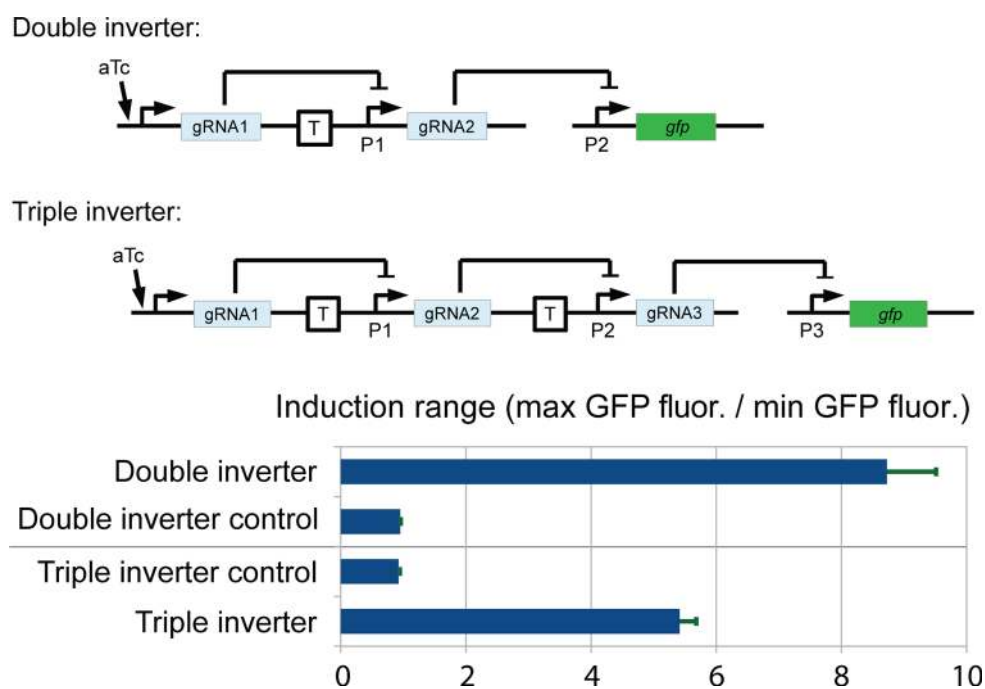 Double inverter:
aTc
gRNA1 T P1 gRNA2 P2 gfp
Triple inverter:
aTc
gRNA1 T P1 gRNA2 T P2 gRNA3 P3 gfp
Induction range (max GFP fluor. / min GFP fluor.)
Double inverter
Double inverter control
Triple inverter control
Triple inverter
0 2 4 6 8 10